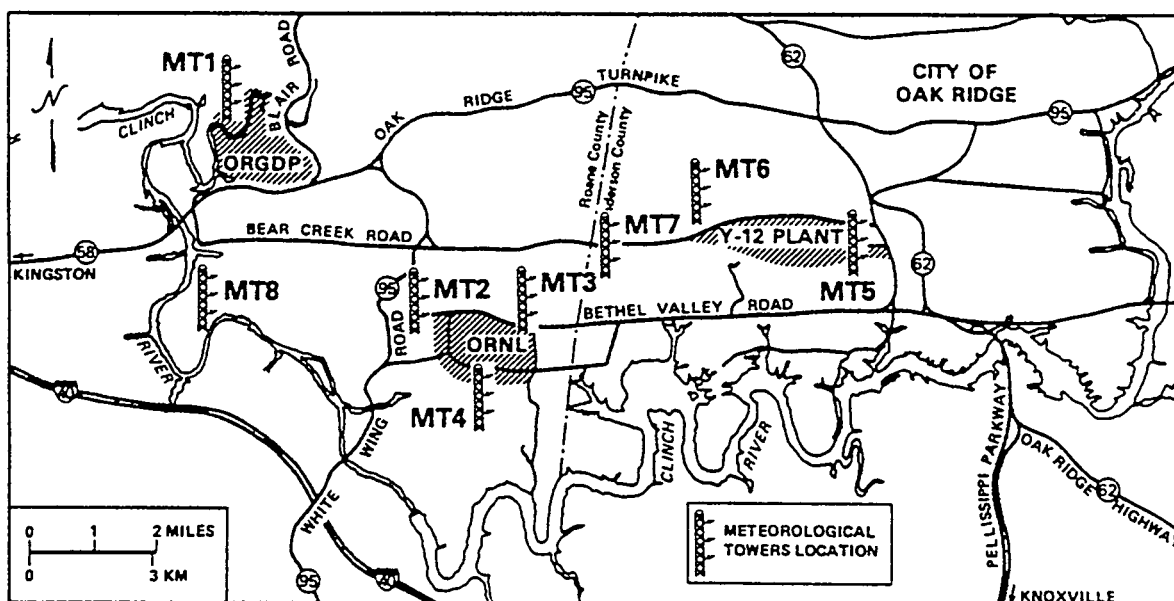 MT1
BLAIR ROAD
62
CITY OF
OAK RIDGE
CLINCH
N
OAK RIDGE 95 TURNPIKE
95
ORGDP
Roane County
Anderson County
MT6
MT7
BEAR CREEK ROAD
Y-12 PLANT
58
KINGSTON
62
MT8
95
MT2
MT3
MT5
BETHEL VALLEY ROAD
RIVER
ROAD
ORNL
40
MT4
WING
CLINCH
RIVER
PELLISSIPPI PARKWAY
OAK RIDGE
62
HIGHWAY
WHITE
0 1 2 MILES
0 3 KM
METEOROLOGICAL
TOWERS LOCATION
95
40
KNOXVILLE